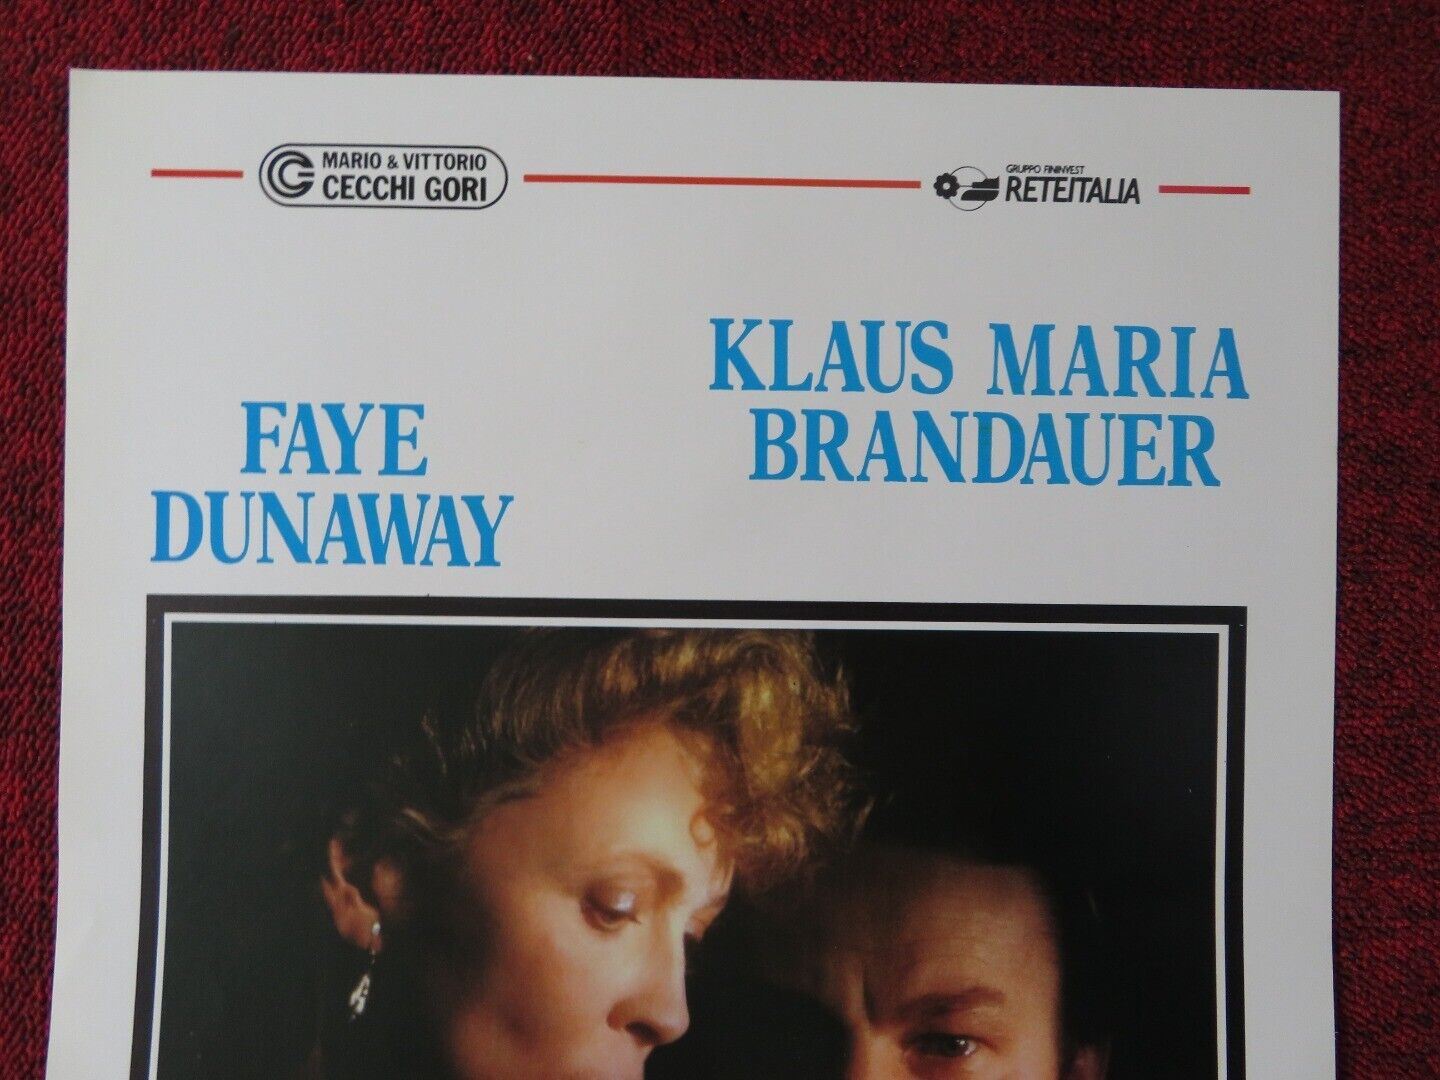 MARIO & VITTORIO
CECCHI GORI
GRUPPO FININVEST
RETEITALIA
KLAUS MARIA
BRANDAUER
FAYE
DUNAWAY